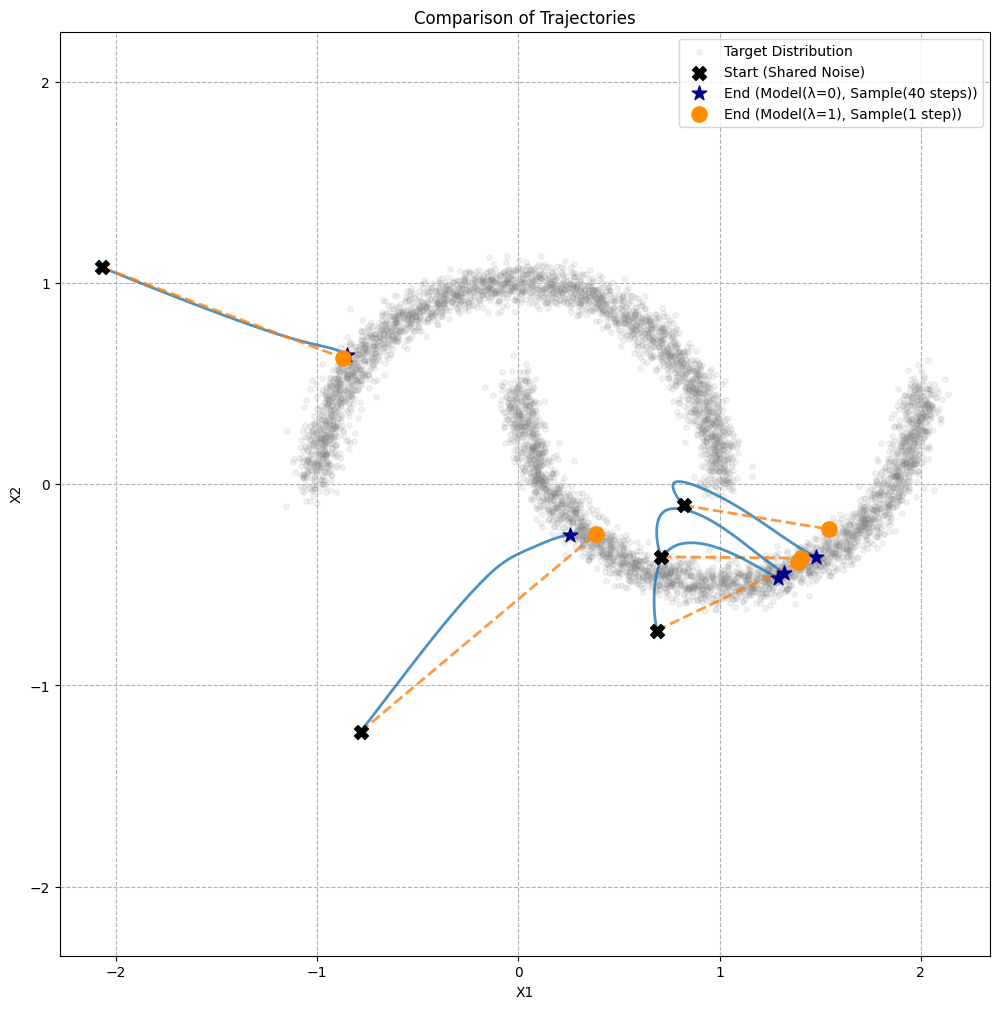 Comparison of Trajectories
Target Distribution
Start (Shared Noise)
End (Model(λ=0), Sample(40 steps))
End (Model(λ=1), Sample(1 step))
2
1
0
−1
−2
X2
−2
−1
0
1
2
X1